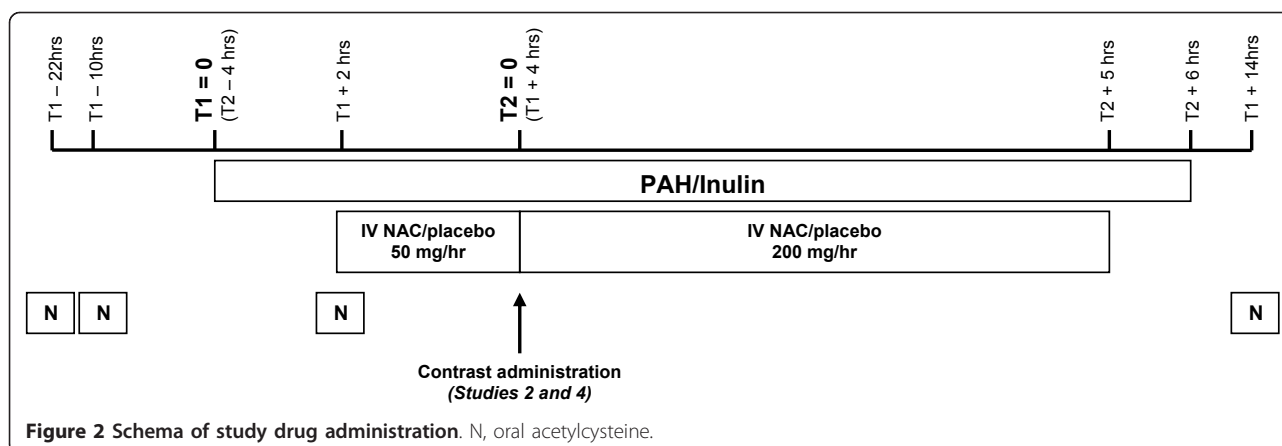 T1 – 22hrs
T1 – 10hrs
T1 = 0
(T2 – 4 hrs)
T1 + 2 hrs
T2 = 0
(T1 + 4 hrs)
T2 + 5 hrs
T2 + 6 hrs
T1 + 14hrs
PAH/Inulin
IV NAC/placebo
50 mg/hr
IV NAC/placebo
200 mg/hr
N
N
N
N
Contrast administration
(Studies 2 and 4)
Figure 2 Schema of study drug administration. N, oral acetylcysteine.